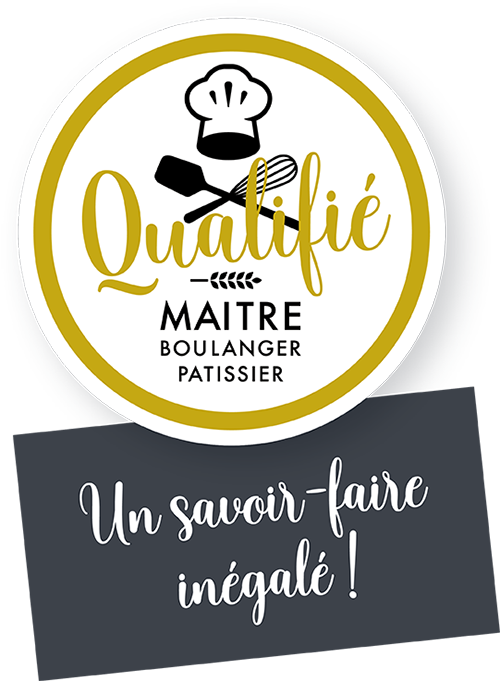 Qualifié
MAITRE
BOULANGER
PATISSIER
Un savoir-faire
inégalé !